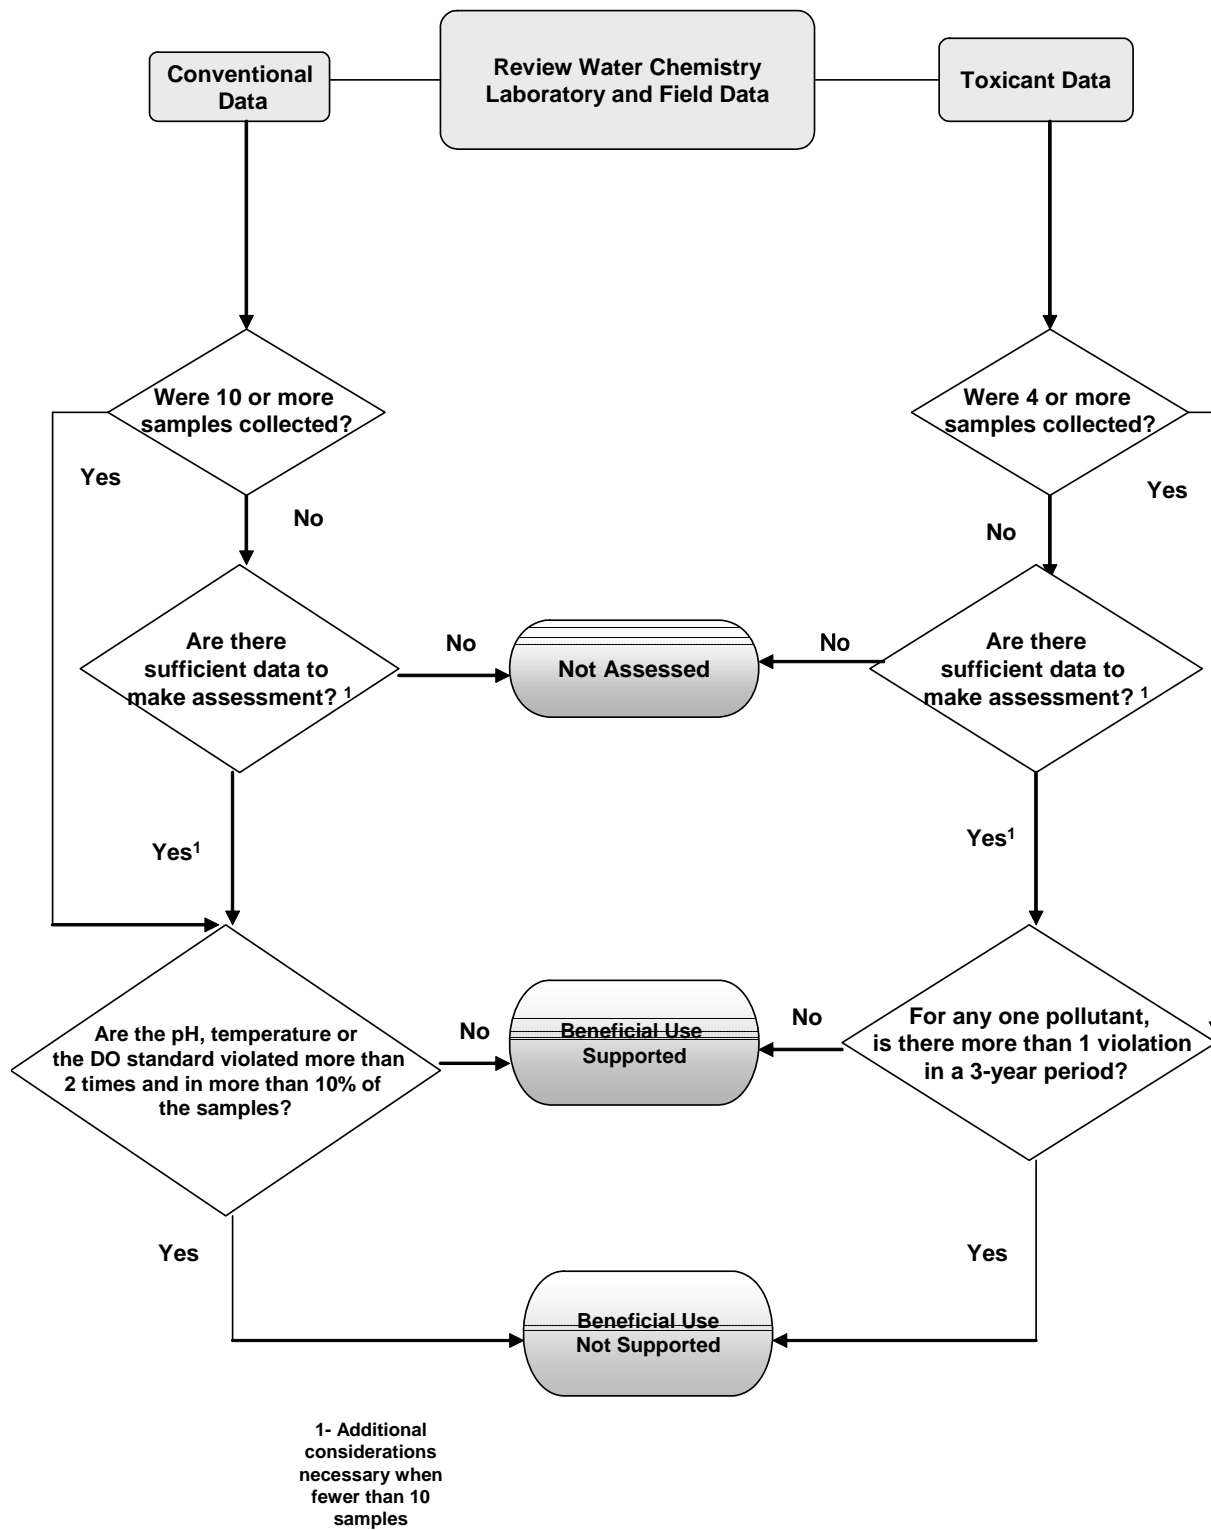 Conventional
Data
Review Water Chemistry
Laboratory and Field Data
Toxicant Data
Were 10 or more
samples collected?
Were 4 or more
samples collected?
Yes
No
Yes
No
Are there
sufficient data to
make assessment? ¹
No
Not Assessed
No
Are there
sufficient data to
make assessment? ¹
Yes¹
Yes¹
Are the pH, temperature or
the DO standard violated more than
2 times and in more than 10% of
the samples?
No
Beneficial Use
Supported
No
For any one pollutant,
is there more than 1 violation
in a 3-year period?
Yes
Yes
Beneficial Use
Not Supported
1- Additional
considerations
necessary when
fewer than 10
samples